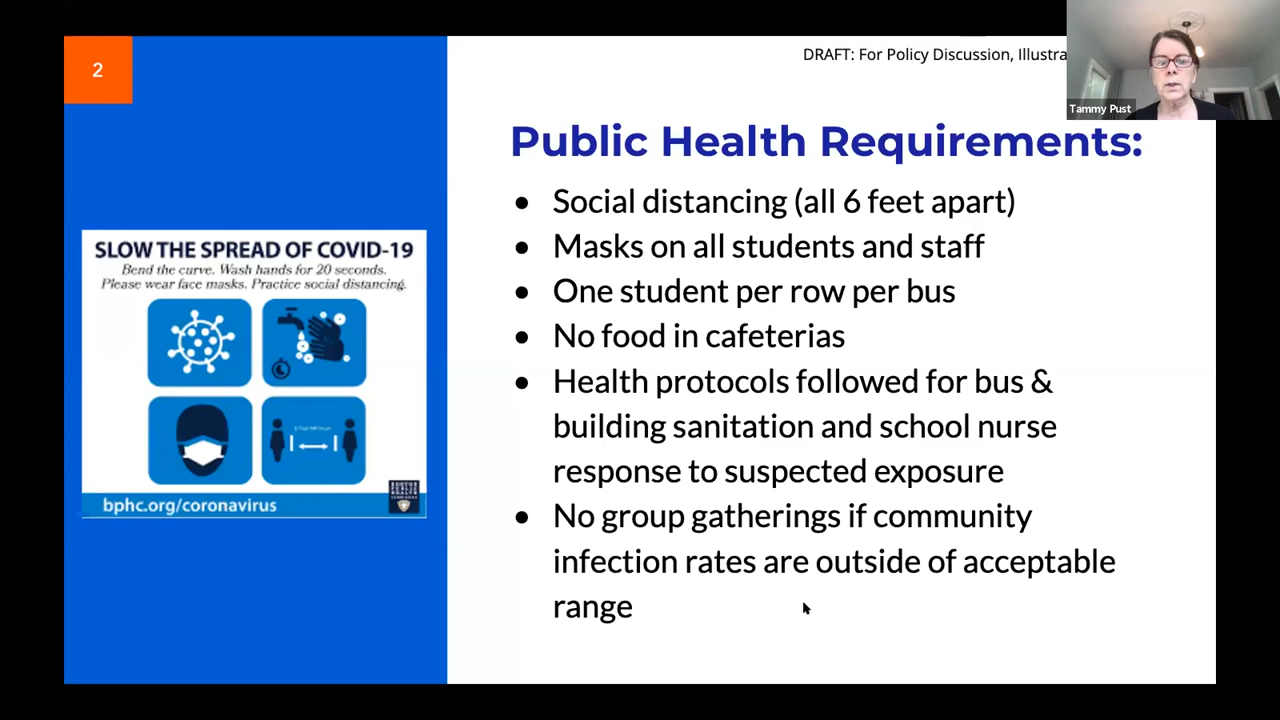 2
DRAFT: For Policy Discussion, Illustra
Tammy Pust
Public Health Requirements:
• Social distancing (all 6 feet apart)
• Masks on all students and staff
• One student per row per bus
• No food in cafeterias
• Health protocols followed for bus &
building sanitation and school nurse
response to suspected exposure
• No group gatherings if community
infection rates are outside of acceptable
range
SLOW THE SPREAD OF COVID-19
Bend the curve. Wash hands for 20 seconds.
Please wear face masks. Practice social distancing.
bphc.org/coronavirus